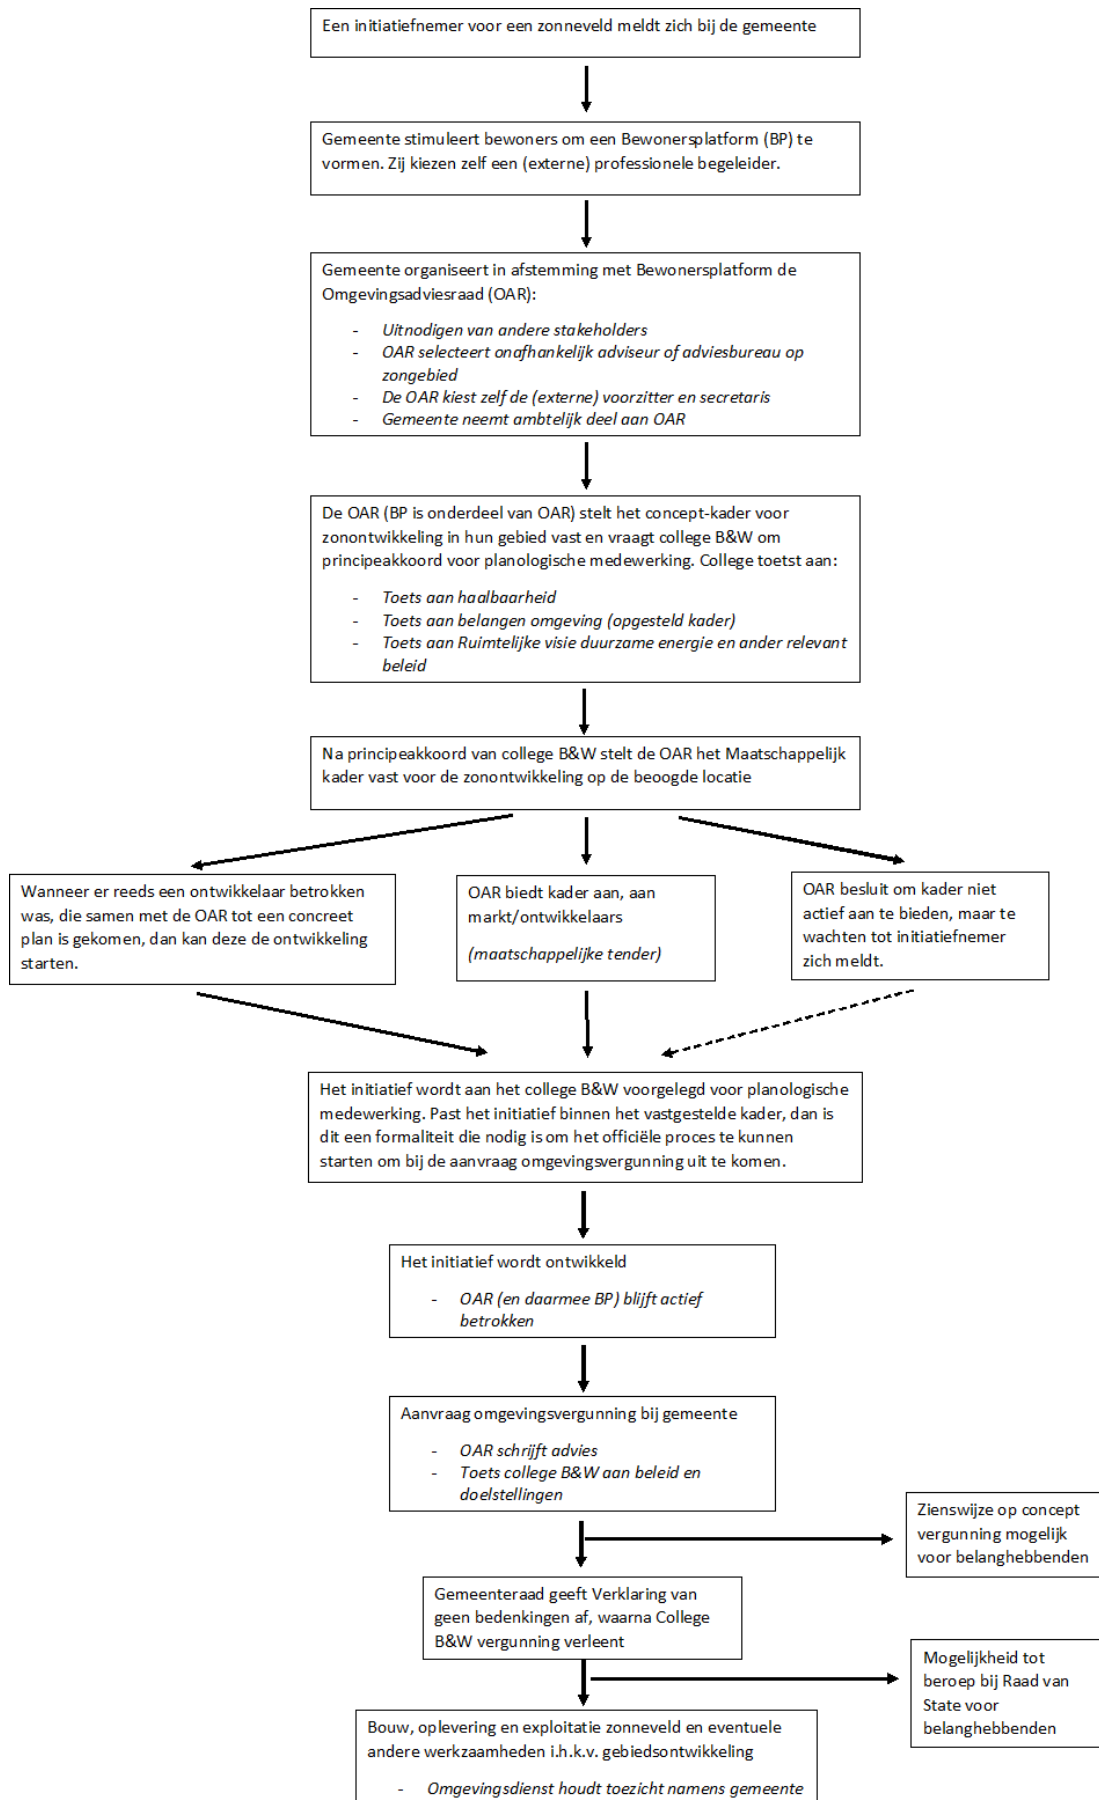 Een initiatiefnemer voor een zonneveld meldt zich bij de gemeente
Gemeente stimuleert bewoners om een Bewonersplatform (BP) te
vormen. Zij kiezen zelf een (externe) professionele begeleider.
Gemeente organiseert in afstemming met Bewonersplatform de
Omgevingsadviesraad (OAR):
- Uitnodigen van andere stakeholders
- OAR selecteert onafhankelijk adviseur of adviesbureau op
zongebied
- De OAR kiest zelf de (externe) voorzitter en secretaris
- Gemeente neemt ambtelijk deel aan OAR
De OAR (BP is onderdeel van OAR) stelt het concept-kader voor
zonontwikkeling in hun gebied vast en vraagt college B&W om
principeakkoord voor planologische medewerking. College toetst aan:
- Toets aan haalbaarheid
- Toets aan belangen omgeving (opgesteld kader)
- Toets aan Ruimtelijke visie duurzame energie en ander relevant
beleid
Na principeakkoord van college B&W stelt de OAR het Maatschappelijk
kader vast voor de zonontwikkeling op de beoogde locatie
Wanneer er reeds een ontwikkelaar betrokken
was, die samen met de OAR tot een concreet
plan is gekomen, dan kan deze de ontwikkeling
starten.
OAR biedt kader aan, aan
markt/ontwikkelaars
(maatschappelijke tender)
OAR besluit om kader niet
actief aan te bieden, maar te
wachten tot initiatiefnemer
zich meldt.
Het initiatief wordt aan het college B&W voorgelegd voor planologische
medewerking. Past het initiatief binnen het vastgestelde kader, dan is
dit een formaliteit die nodig is om het officiële proces te kunnen
starten om bij de aanvraag omgevingsvergunning uit te komen.
Het initiatief wordt ontwikkeld
- OAR (en daarmee BP) blijft actief
betrokken
Aanvraag omgevingsvergunning bij gemeente
- OAR schrijft advies
- Toets college B&W aan beleid en
doelstellingen
Zienswijze op concept
vergunning mogelijk
voor belanghebbenden
Gemeenteraad geeft Verklaring van
geen bedenkingen af, waarna College
B&W vergunning verleent
Mogelijkheid tot
beroep bij Raad van
State voor
belanghebbenden
Bouw, oplevering en exploitatie zonneveld en eventuele
andere werkzaamheden i.h.k.v. gebiedsontwikkeling
- Omgevingsdienst houdt toezicht namens gemeente